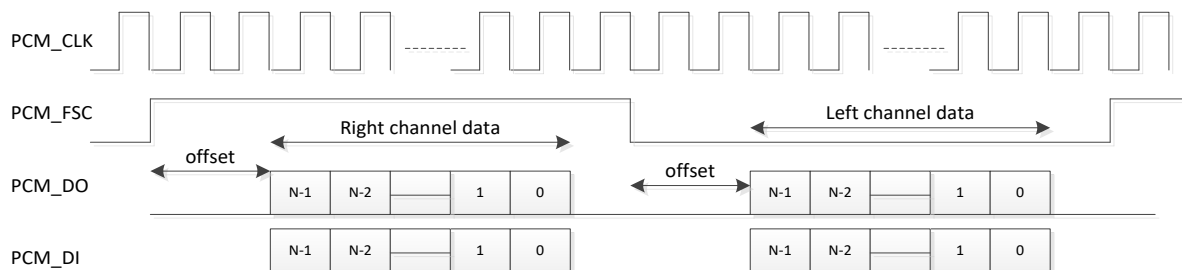 PCM_CLK
PCM_FSC
Right channel data
Left channel data
offset
offset
PCM_DO
N-1 N-2 1 0 N-1 N-2 1 0
PCM_DI
N-1 N-2 1 0 N-1 N-2 1 0